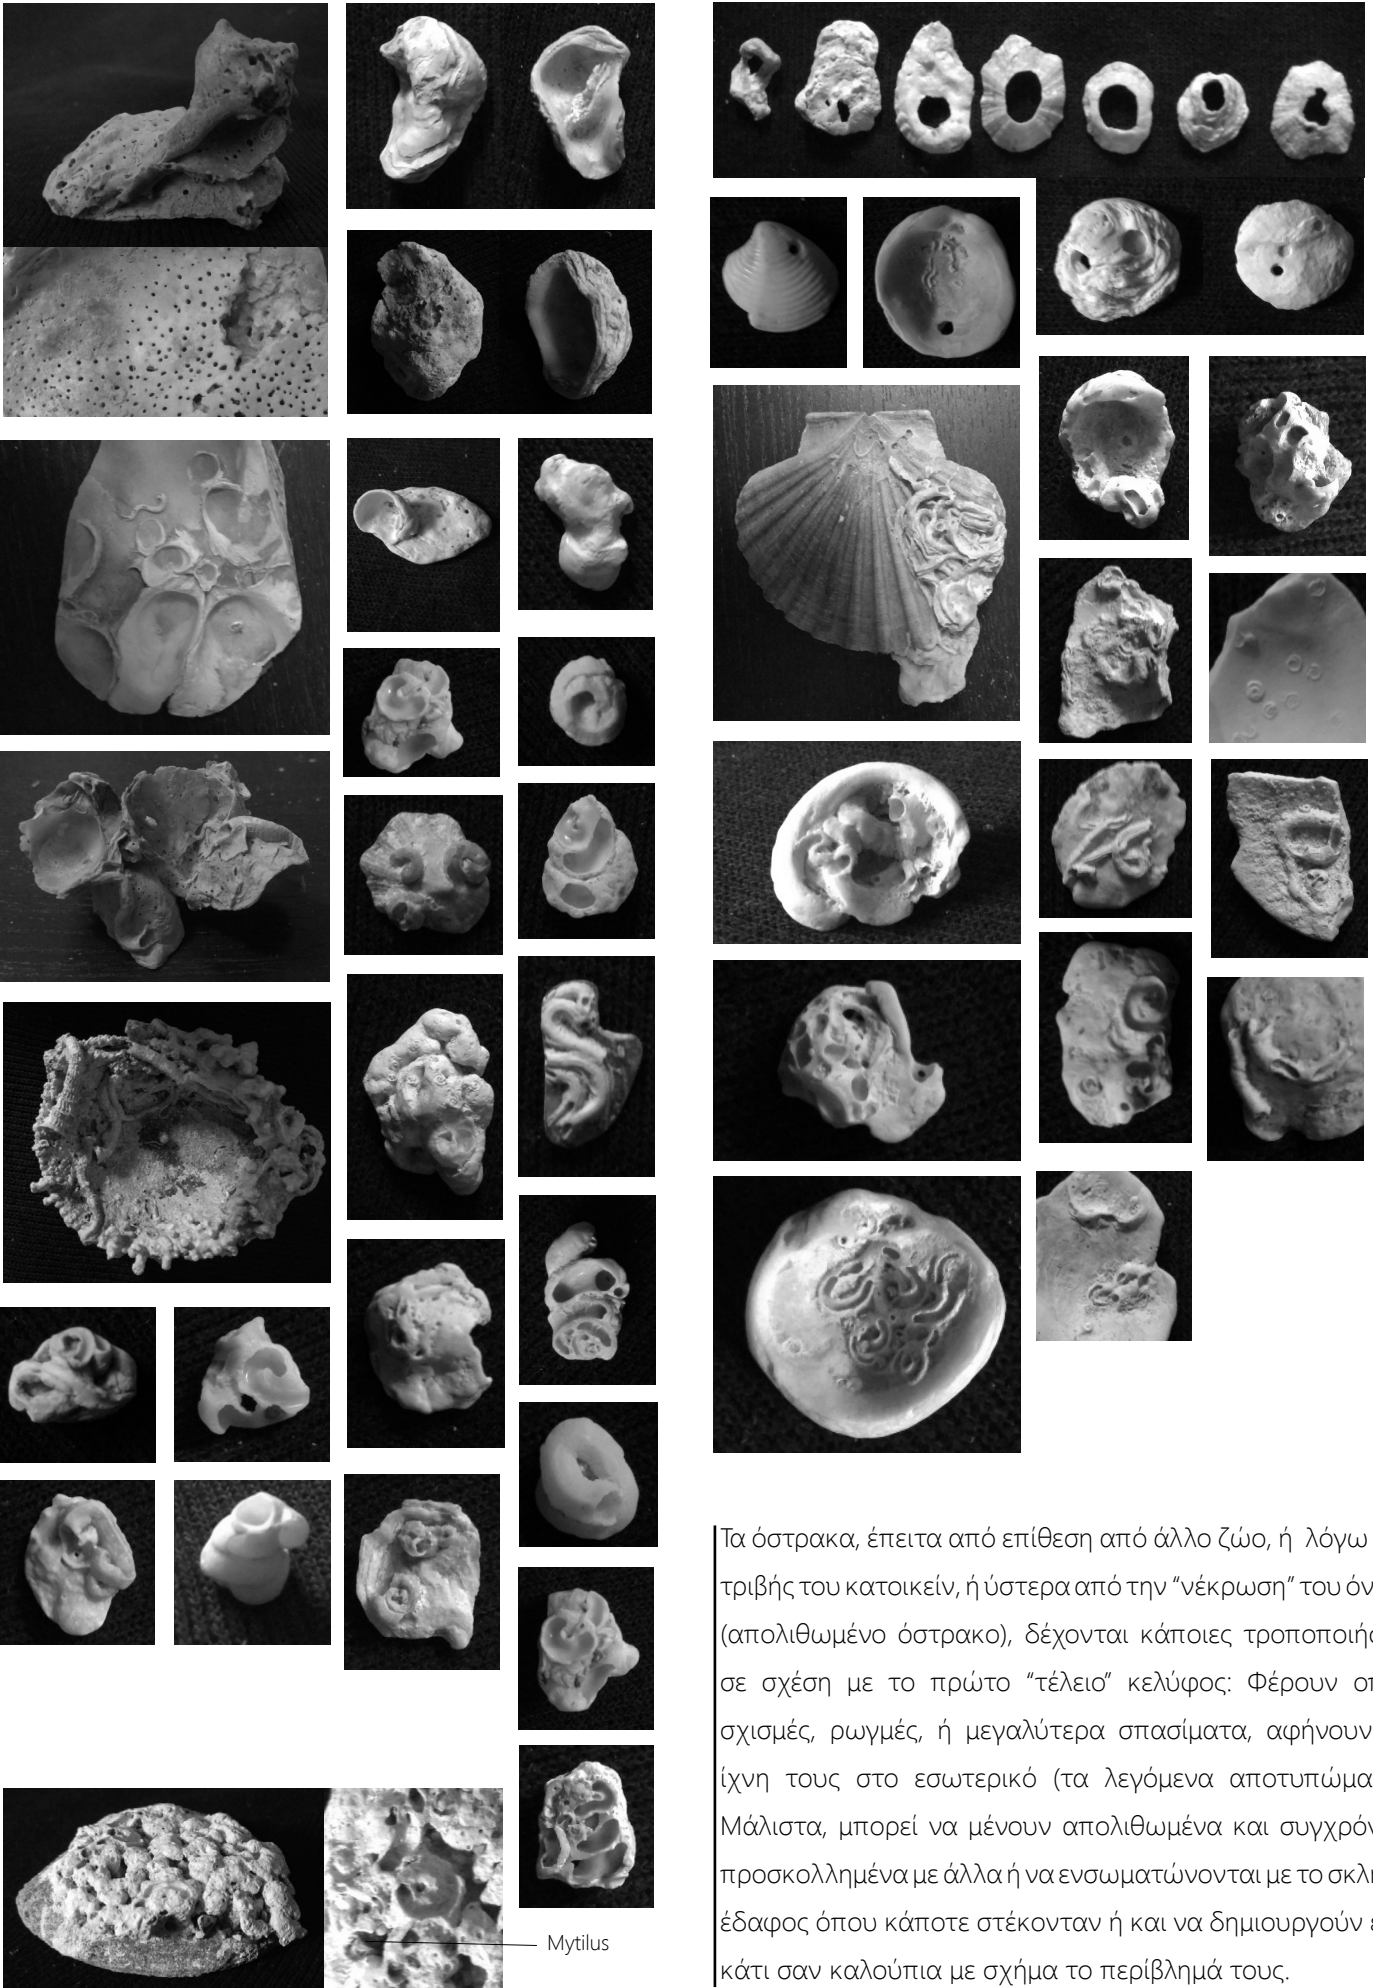 Mytilus
Τα όστρακα, έπειτα από επίθεση από άλλο ζώο, ή λόγω
τριβής του κατοικείν, ή ύστερα από την “νέκρωση” του
(απολιθωμένο όστρακο), δέχονται κάποιες
σε σχέση με το πρώτο “τέλειο” κελύφος: Φέρουν
σχισμές, ρωγμές, ή μεγαλύτερα σπασίματα, αφήνουν
ίχνη τους στο εσωτερικό (τα λεγόμενα
Μάλιστα, μπορεί να μένουν απολιθωμένα και
προσκολλημένα με άλλα ή να ενσωματώνονται με το
έδαφος όπου κάποτε στέκονταν ή και να δημιουργούν
κάτι σαν καλούπια με σχήμα το περίβλημά τους.